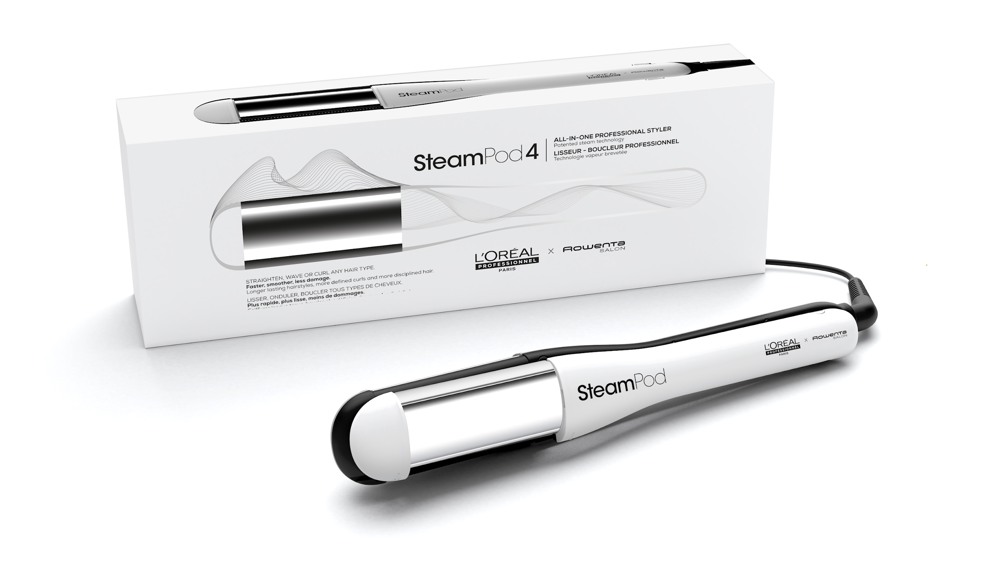 SteamPod
L'ORÉAL
PROFESSIONNEL
x Rowenta
SteamPod 4
ALL-IN-ONE PROFESSIONAL STYLER
Patented steam technology
LISSEUR - BOUCLEUR PROFESSIONNEL
Technologie vapeur brevetée
L'ORÉAL
PROFESSIONNEL
PARIS
x Rowenta
SALON
STRAIGHTEN, WAVE OR CURL ANY HAIR TYPE.
Faster, smoother, less damage.
Longer lasting hairstyles, more defined curls and more disciplined hair.
LISSER, ONDULER, BOUCLER TOUS TYPES DE CHEVEUX.
Plus rapide, plus lisse, moins de dommages.
SteamPod
L'ORÉAL
PROFESSIONNEL
PARIS
x Rowenta
SALON